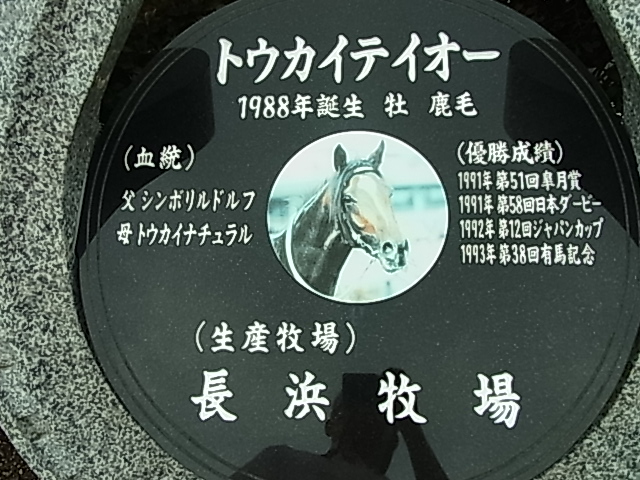 トウカイテイオー
1988年誕生 牡 鹿毛
(血統)
父 シンボリルドルフ
母 トウカイナチュラル
(優勝成績)
1991年 第51回皐月賞
1991年 第58回日本ダービー
1992年 第12回ジャパンカップ
1993年 第38回有馬記念
(生産牧場)
長浜牧場